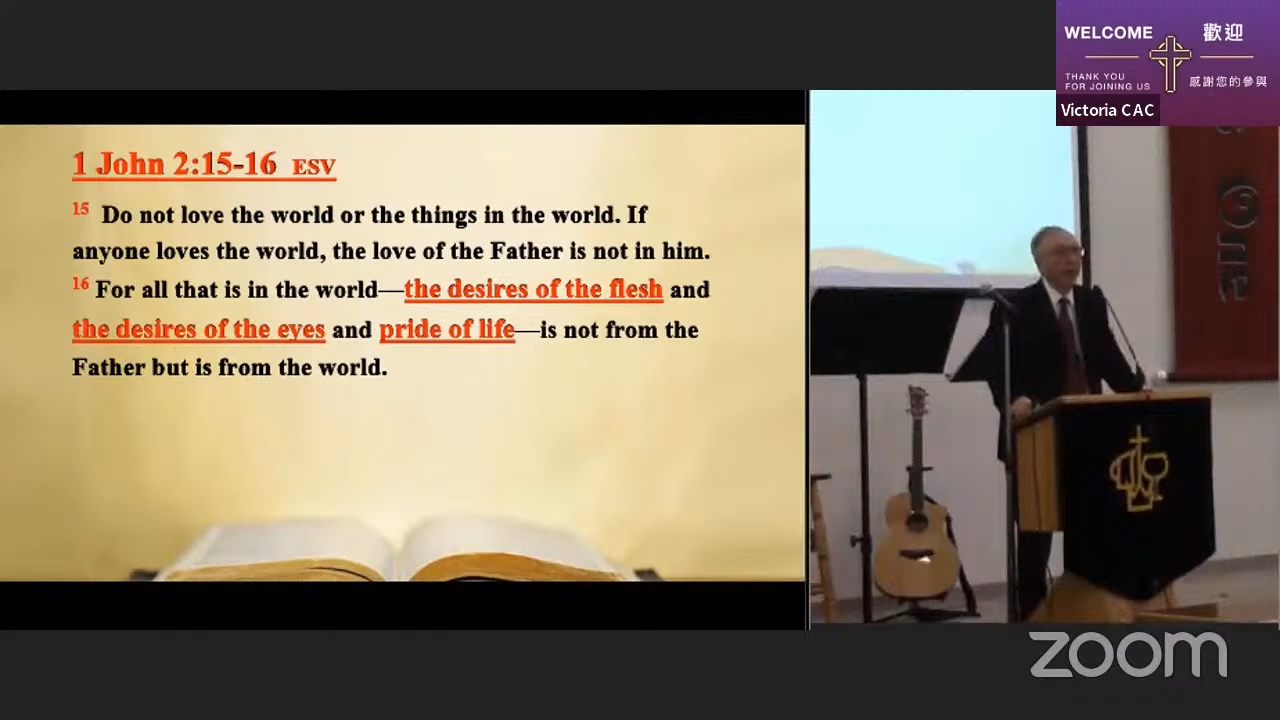 1 John 2:15-16 ESV
15 Do not love the world or the things in the world. If
anyone loves the world, the love of the Father is not in him.
16 For all that is in the world—the desires of the flesh and
the desires of the eyes and pride of life—is not from the
Father but is from the world.
WELCOME 歡迎
THANK YOU
FOR JOINING US 感謝您的參與
Victoria CAC
One
zoom